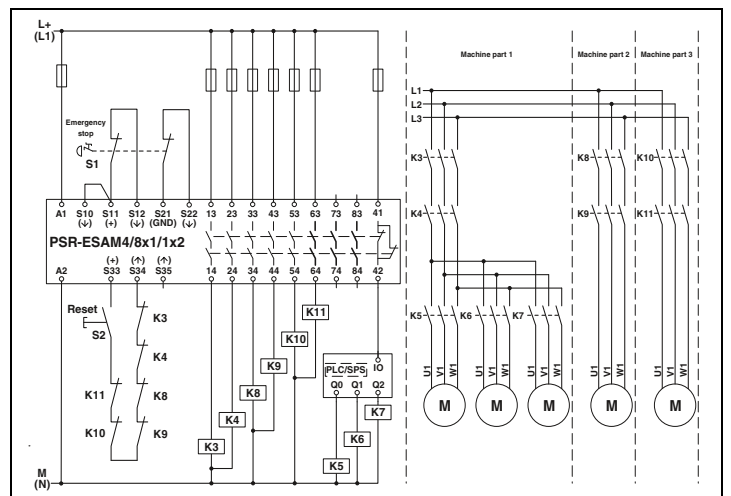 L+
(L1)
Machine part 1
Machine part 2
Machine part 3
Emergency
stop
S1
L1
L2
L3
K3
K8
K10
A1 S10 S11 S12 S21 S22 13 23 33 43 53 63 73 83 41
(↓) (+) (↓) (GND) (↓)
K4
K9
K11
PSR-ESAM4/8x1/1x2
(+) (↑) (↑)
A2 S33 S34 S35 14 24 34 44 54 64 74 84 42
Reset
S2
K3
K11
K5
K6
K7
K4
K10
K9
PLC/SPS
IO
Q0 Q1 Q2
U1 V1 W1
U1 V1 W1
U1 V1 W1
U1 V1 W1
U1 V1 W1
K11
K8
K8
K7
M
M
M
M
M
K4
K10
K9
K3
K6
K5
M
(N)